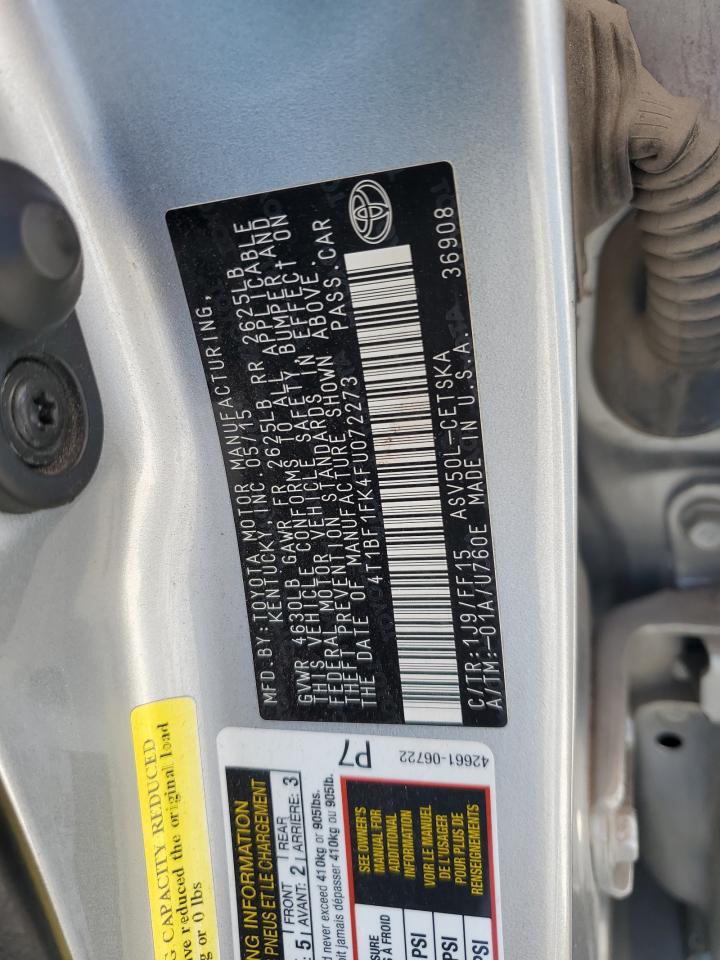 MFD.BY:TOYOTA MOTOR MANUFACTURING,
KENTUCKY,INC.05/15
GVWR 4630LB GAWR FR 2625LB RR 2625LB
THIS VEHICLE CONFORMS TO ALL APPLICABLE
FEDERAL MOTOR VEHICLE SAFETY BUMPER AND
THEFT PREVENTION STANDARDS IN EFFECT ON
THE DATE OF MANUFACTURE SHOWN ABOVE.
4T1BF1FK4FU072273 PASS.CAR
C/TR:1J9/FF15 ASV50L-CETSKA
A/TM:-01A/U760E MADE IN U.S.A. 36908
G CAPACITY REDUCED
reduced the original load
or 0 lbs
P7
42661-06722
NG INFORMATION
PNEUS ET LE CHARGEMENT
5 FRONT AVANT: 2 REAR ARRIÈRE: 3
never exceed 410kg or 905lbs.
jamais dépasser 410kg ou 905lb.
SEE OWNER'S
MANUAL FOR
ADDITIONAL
INFORMATION
VOIR LE MANUEL
DE L'USAGER
POUR PLUS DE
RENSEIGNEMENTS
À FROID
PSI
PSI
PSI